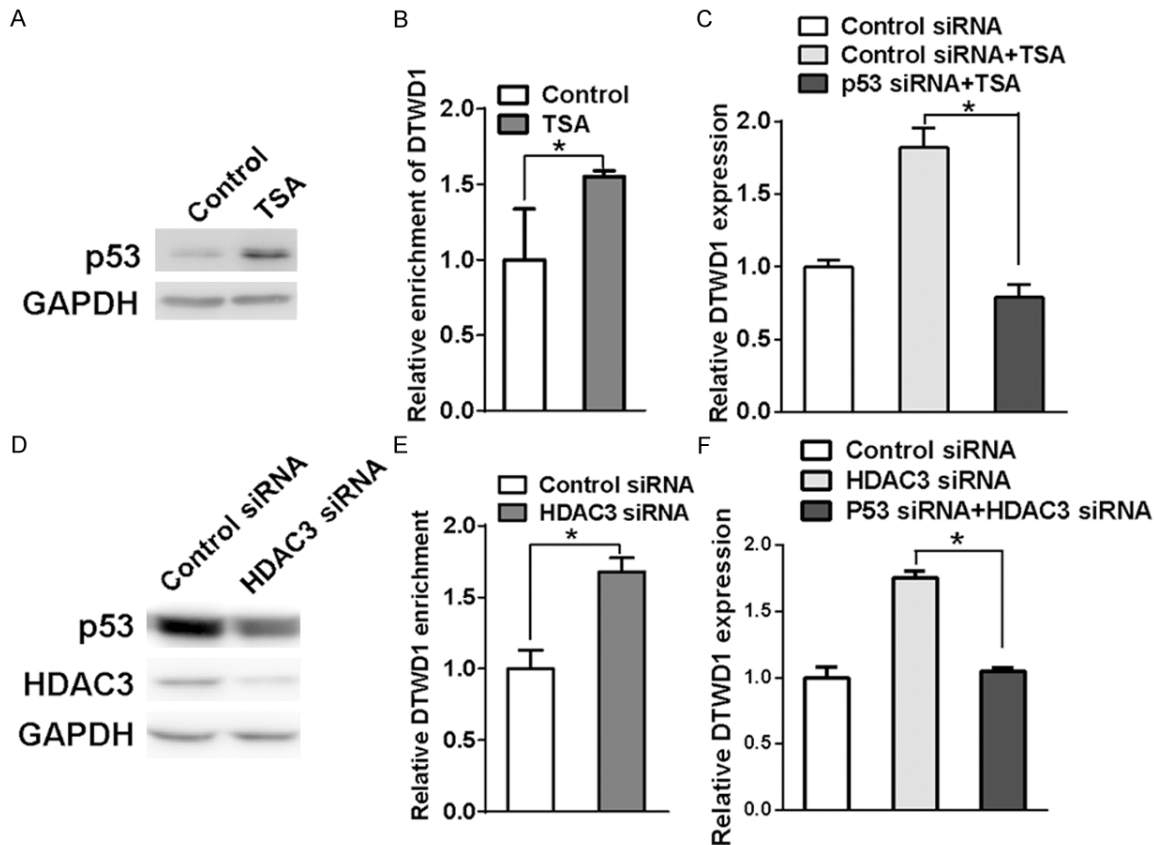 A
Control
TSA
p53
GAPDH
B
Control
TSA
Relative enrichment of DTWD1
2.0
1.5
1.0
0.5
0.0
*
C
Control siRNA
Control siRNA+TSA
p53 siRNA+TSA
Relative DTWD1 expression
2.0
1.5
1.0
0.5
0.0
*
D
Control siRNA
HDAC3 siRNA
p53
HDAC3
GAPDH
E
Control siRNA
HDAC3 siRNA
Relative DTWD1 enrichment
2.0
1.5
1.0
0.5
0.0
*
F
Control siRNA
HDAC3 siRNA
P53 siRNA+HDAC3 siRNA
Relative DTWD1 expression
2.0
1.5
1.0
0.5
0.0
*